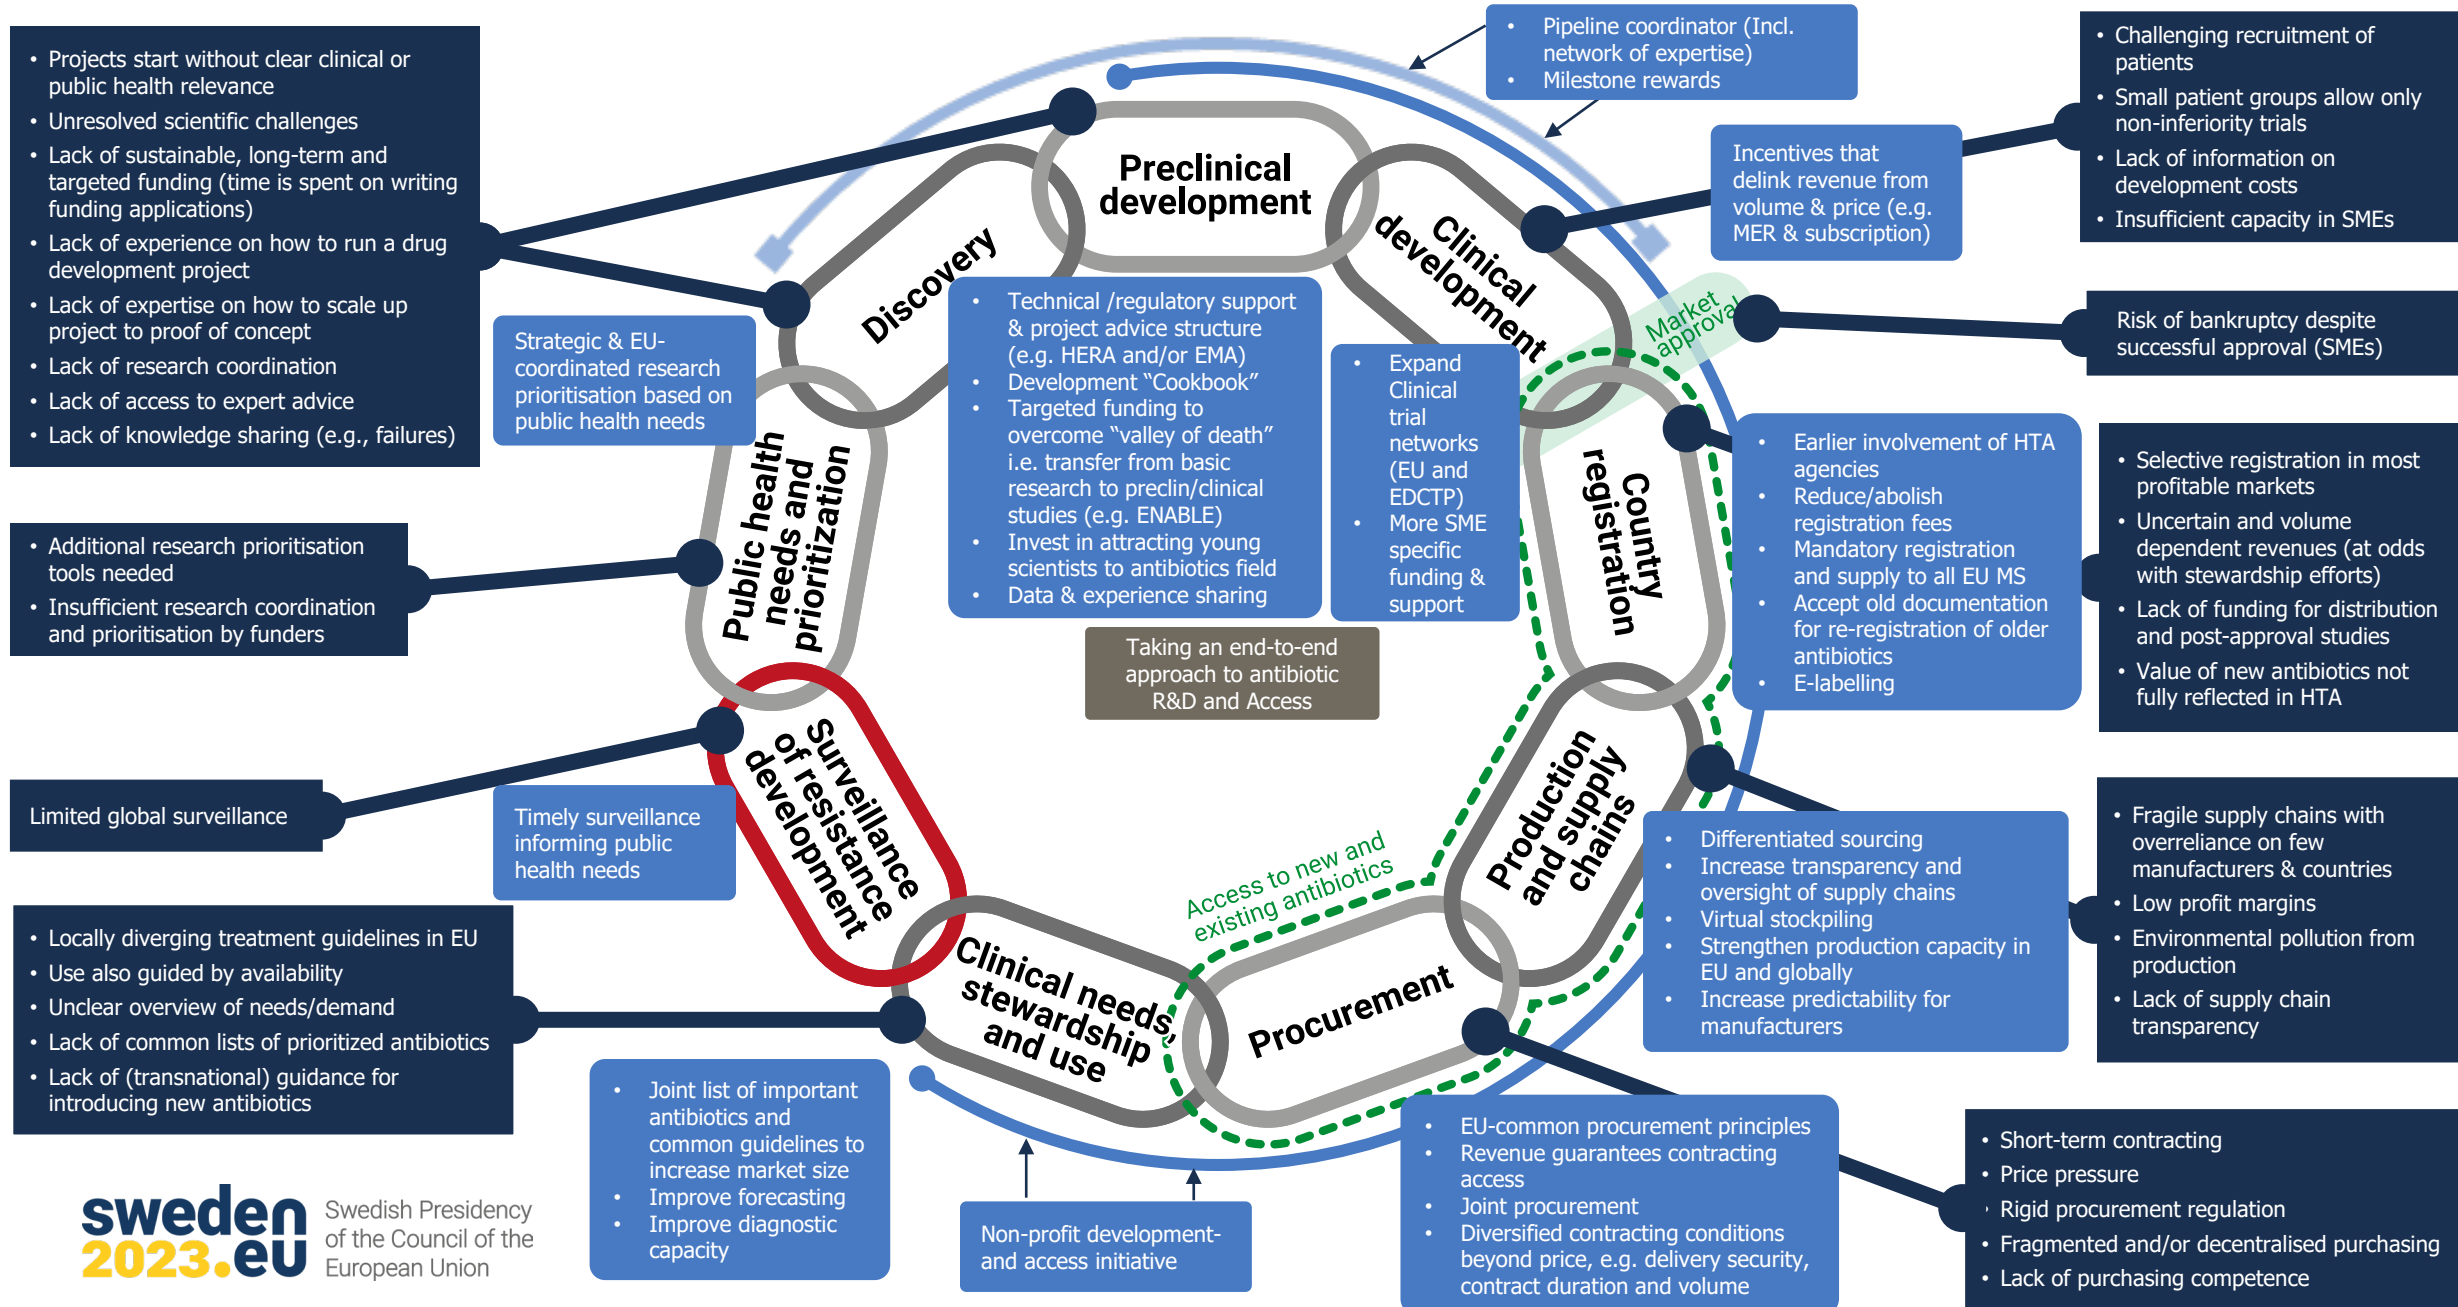 • Projects start without clear clinical or
public health relevance
• Unresolved scientific challenges
• Lack of sustainable, long-term and
targeted funding (time is spent on writing
funding applications)
• Lack of experience on how to run a drug
development project
• Lack of expertise on how to scale up
project to proof of concept
• Lack of research coordination
• Lack of access to expert advice
• Lack of knowledge sharing (e.g., failures)
• Pipeline coordinator (Incl.
network of expertise)
• Milestone rewards
Incentives that
delink revenue from
volume & price (e.g.
MER & subscription)
• Challenging recruitment of
patients
• Small patient groups allow only
non-inferiority trials
• Lack of information on
development costs
• Insufficient capacity in SMEs
Preclinical
development
Discovery
Clinical
development
Market
approval
Risk of bankruptcy despite
successful approval (SMEs)
Strategic & EU-
coordinated research
prioritisation based on
public health needs
• Technical /regulatory support
& project advice structure
(e.g. HERA and/or EMA)
• Development “Cookbook”
• Targeted funding to
overcome “valley of death”
i.e. transfer from basic
research to preclin/clinical
studies (e.g. ENABLE)
• Invest in attracting young
scientists to antibiotics field
• Data & experience sharing
• Expand
Clinical
trial
networks
(EU and
EDCTP)
• More SME
specific
funding &
support
Country
registration
• Earlier involvement of HTA
agencies
• Reduce/abolish
registration fees
• Mandatory registration
and supply to all EU MS
• Accept old documentation
for re-registration of older
antibiotics
• E-labelling
• Selective registration in most
profitable markets
• Uncertain and volume
dependent revenues (at odds
with stewardship efforts)
• Lack of funding for distribution
and post-approval studies
• Value of new antibiotics not
fully reflected in HTA
• Additional research prioritisation
tools needed
• Insufficient research coordination
and prioritisation by funders
Public health
needs and
prioritization
Taking an end-to-end
approach to antibiotic
R&D and Access
Limited global surveillance
Timely surveillance
informing public
health needs
Surveillance
of resistance
development
Production
and supply
chains
• Differentiated sourcing
• Increase transparency and
oversight of supply chains
• Virtual stockpiling
• Strengthen production capacity in
EU and globally
• Increase predictability for
manufacturers
• Fragile supply chains with
overreliance on few
manufacturers & countries
• Low profit margins
• Environmental pollution from
production
• Lack of supply chain
transparency
Access to new and
existing antibiotics
• Locally diverging treatment guidelines in EU
• Use also guided by availability
• Unclear overview of needs/demand
• Lack of common lists of prioritized antibiotics
• Lack of (transnational) guidance for
introducing new antibiotics
Clinical needs,
stewardship
and use
Procurement
• Joint list of important
antibiotics and
common guidelines to
increase market size
• Improve forecasting
• Improve diagnostic
capacity
Non-profit development-
and access initiative
• EU-common procurement principles
• Revenue guarantees contracting
access
• Joint procurement
• Diversified contracting conditions
beyond price, e.g. delivery security,
contract duration and volume
• Short-term contracting
• Price pressure
• Rigid procurement regulation
• Fragmented and/or decentralised purchasing
• Lack of purchasing competence
sweden
2023.eu
Swedish Presidency
of the Council of the
European Union